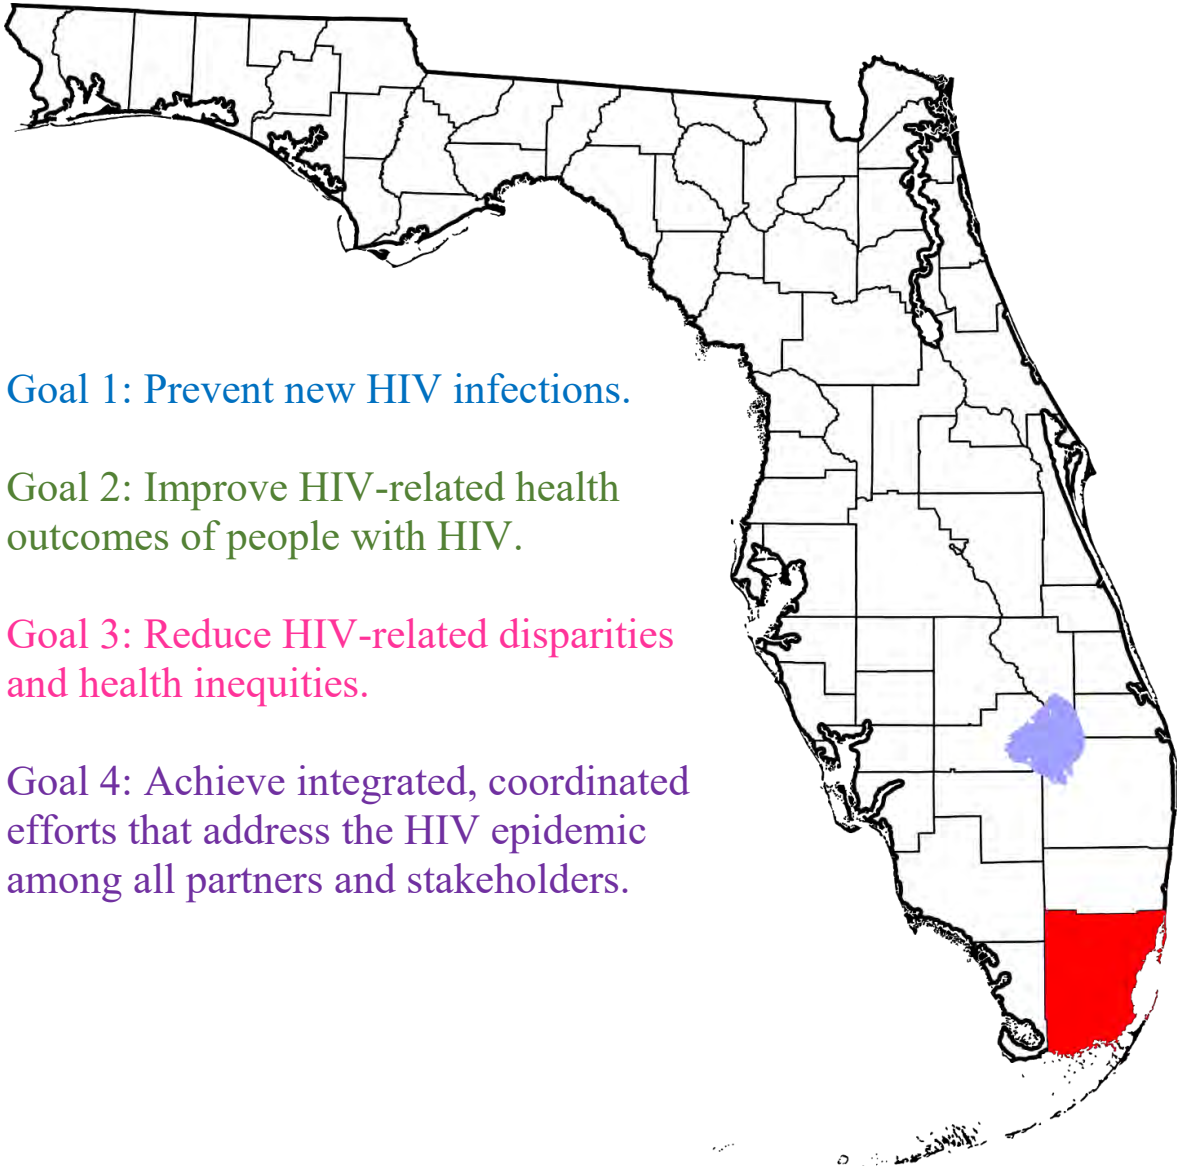 Goal 1: Prevent new HIV infections.
Goal 2: Improve HIV-related health
outcomes of people with HIV.
Goal 3: Reduce HIV-related disparities
and health inequities.
Goal 4: Achieve integrated, coordinated
efforts that address the HIV epidemic
among all partners and stakeholders.